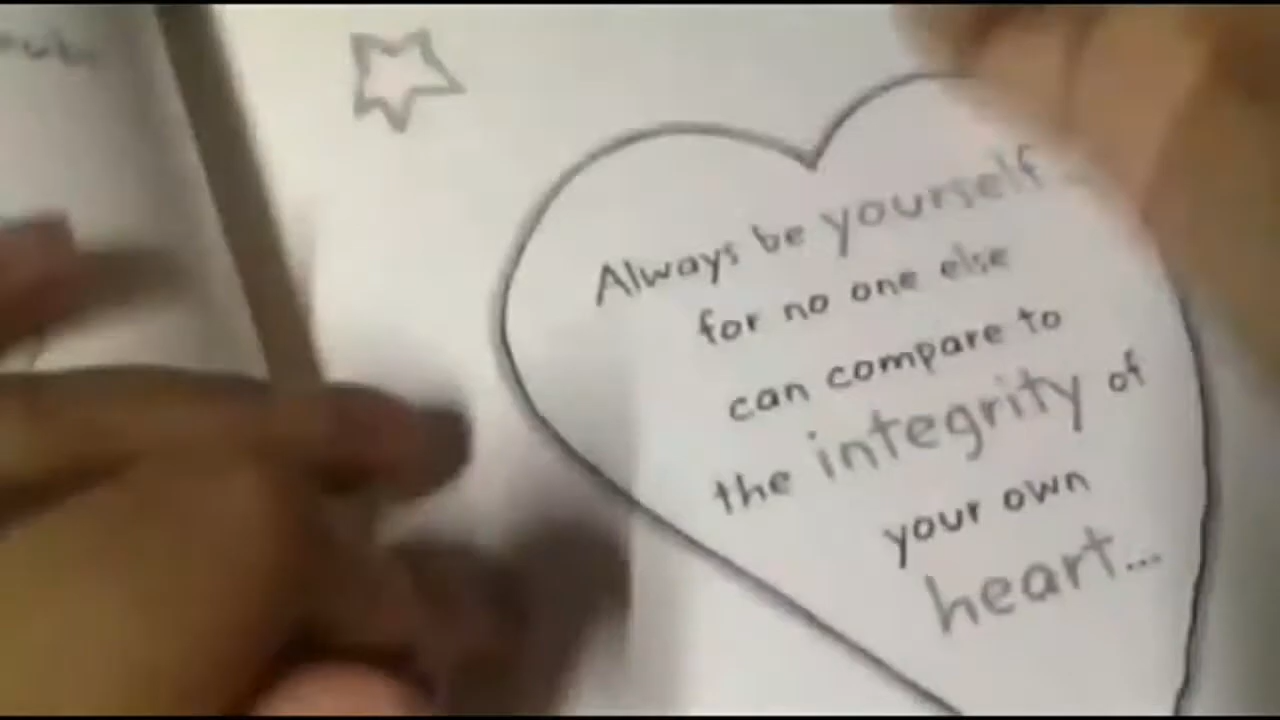 Always be yourself
for no one else
can compare to
the integrity of
your own
heart...